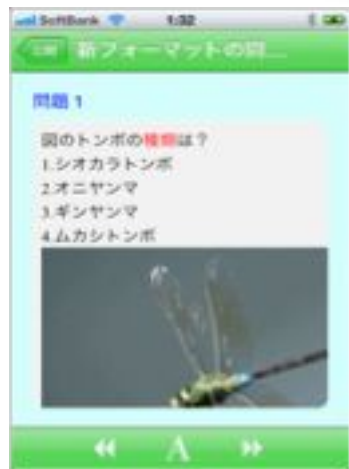 SoftBank 1:32
新フォーマットの問...
問題 1
図のトンボの種類は?
1.シオカラトンボ
2.オニヤンマ
3.ギンヤンマ
4.ムカシトンボ
A